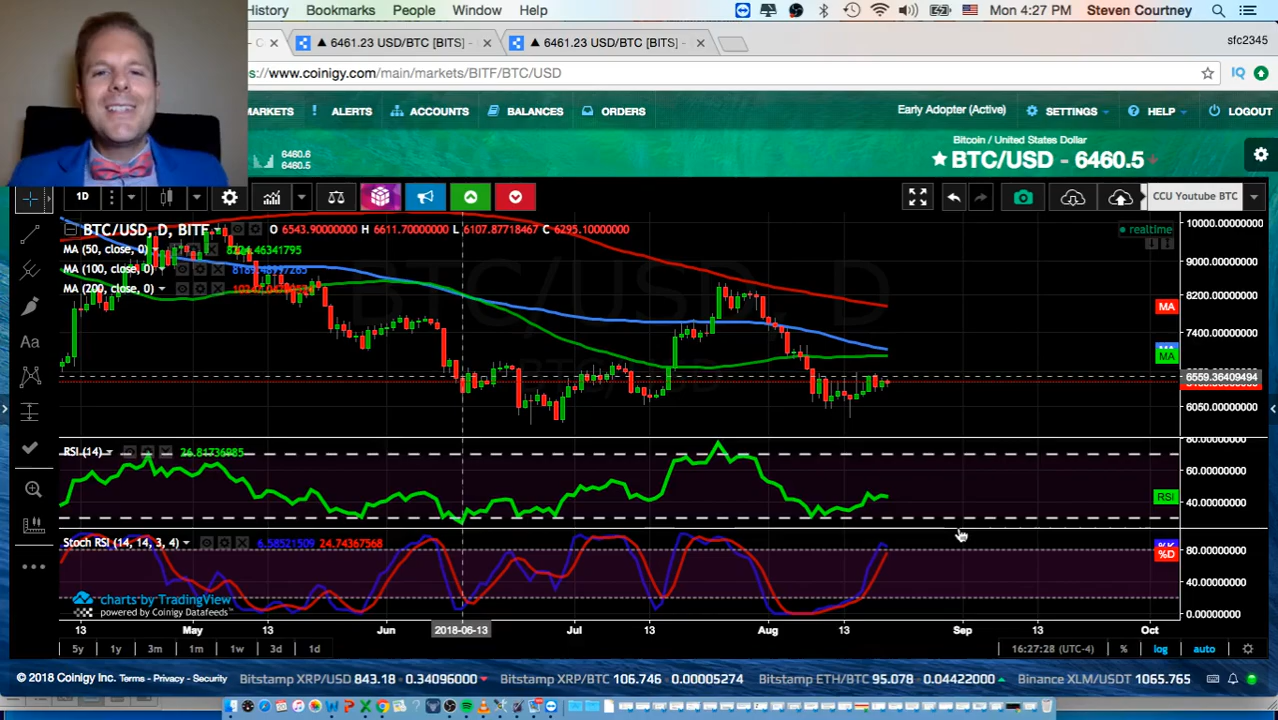 History Bookmarks People Window Help Mon 4:27 PM Steven Courtney
▲ 6461.23 USD/BTC [BITS] - ▲ 6461.23 USD/BTC [BITS] - sfc2345
s://www.coinigy.com/main/markets/BITF/BTC/USD
MARKETS ALERTS ACCOUNTS BALANCES ORDERS Early Adopter (Active) SETTINGS HELP LOGOUT
Bitcoin / United States Dollar
6460.6
6460.5
BTC/USD - 6460.5
1D CCU Youtube BTC
BTC/USD, D, BITF O 6543.90000000 H 6611.70000000 L 6107.87718467 C 6295.10000000 realtime
MA (50, close, 0)
MA (100, close, 0)
MA (200, close, 0)
10000.00000000
9000.00000000
8200.00000000
MA
7400.00000000
MA
6559.36409494
6050.00000000
RSI (14) 26.81736985
80.00000000
60.00000000
RSI
40.00000000
Stoch RSI (14, 14, 3, 4) 6.58521509 24.74367568
%K
%D
80.00000000
40.00000000
0.00000000
charts by TradingView
powered by Coinigy Datafeeds
13 May 13 Jun 2018-06-13 Jul 13 Aug 13 Sep 13 Oct
5y 1y 3m 1m 1w 3d 1d 16:27:28 (UTC-4) % log auto
© 2018 Coinigy Inc. Terms - Privacy - Security Bitstamp XRP/USD 843.18 0.34096000 Bitstamp XRP/BTC 106.746 0.00005274 Bitstamp ETH/BTC 95.078 0.04422000 Binance XLM/USDT 1065.765